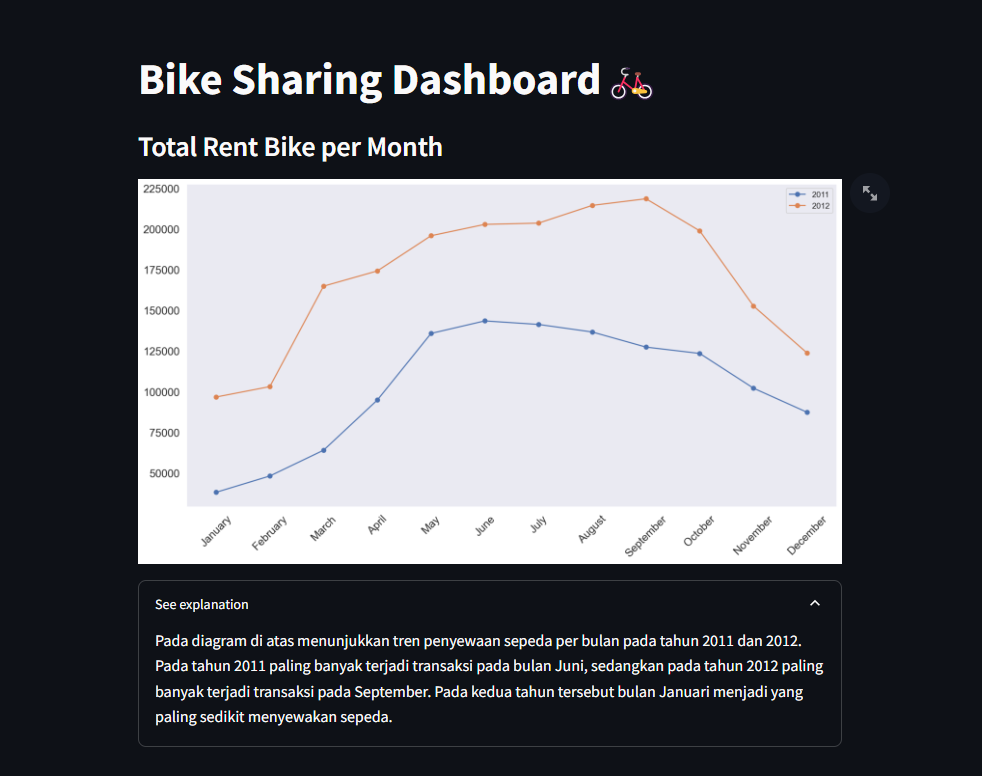 Bike Sharing Dashboard 🚲
Total Rent Bike per Month
225000
200000
175000
150000
125000
100000
75000
50000
2011
2012
January
February
March
April
May
June
July
August
September
October
November
December
See explanation
Pada diagram di atas menunjukkan tren penyewaan sepeda per bulan pada tahun 2011 dan 2012.
Pada tahun 2011 paling banyak terjadi transaksi pada bulan Juni, sedangkan pada tahun 2012 paling
banyak terjadi transaksi pada September. Pada kedua tahun tersebut bulan Januari menjadi yang
paling sedikit menyewakan sepeda.